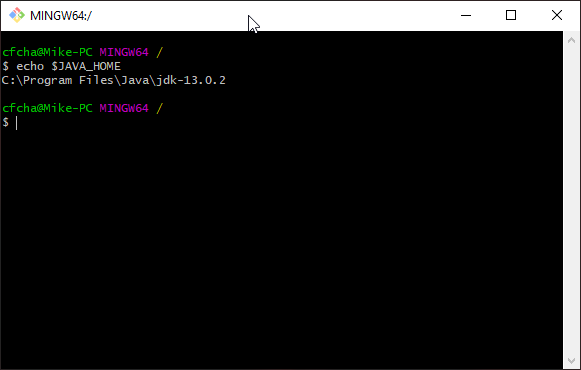 MINGW64:/
cfcha@Mike-PC MINGW64 /
$ echo $JAVA_HOME
C:\Program Files\Java\jdk-13.0.2
cfcha@Mike-PC MINGW64 /
$